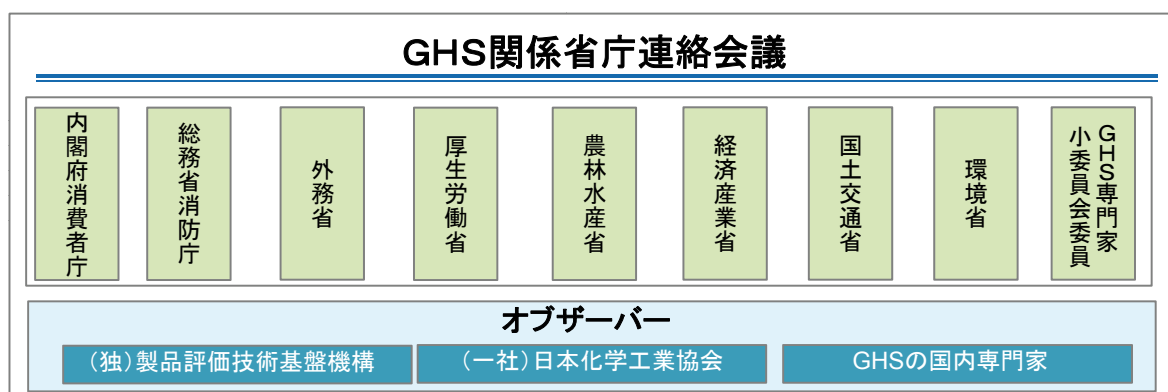 GHS関係省庁連絡会議
内閣府消費者庁
総務省消防庁
外務省
厚生労働省
農林水産省
経済産業省
国土交通省
環境省
GHS専門家
小委員会委員
オブザーバー
（独）製品評価技術基盤機構
（一社）日本化学工業協会
GHSの国内専門家